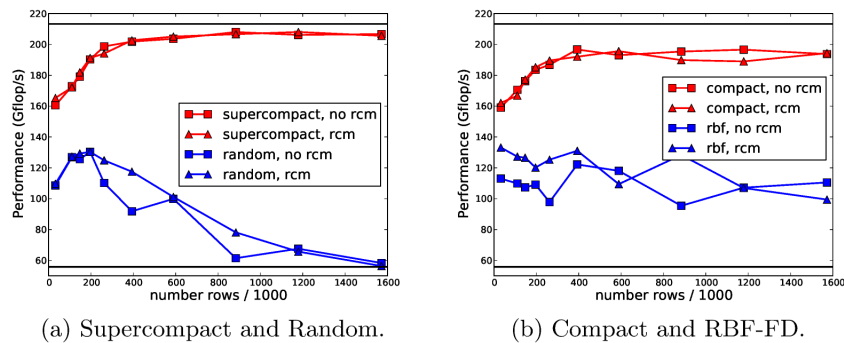 220
200
180
160
140
120
100
80
60
Performance (Gflop/s)
supercompact, no rcm
supercompact, rcm
random, no rcm
random, rcm
0 200 400 600 800 1000 1200 1400 1600
number rows / 1000
(a) Supercompact and Random.
220
200
180
160
140
120
100
80
60
Performance (Gflop/s)
compact, no rcm
compact, rcm
rbf, no rcm
rbf, rcm
0 200 400 600 800 1000 1200 1400 1600
number rows / 1000
(b) Compact and RBF-FD.